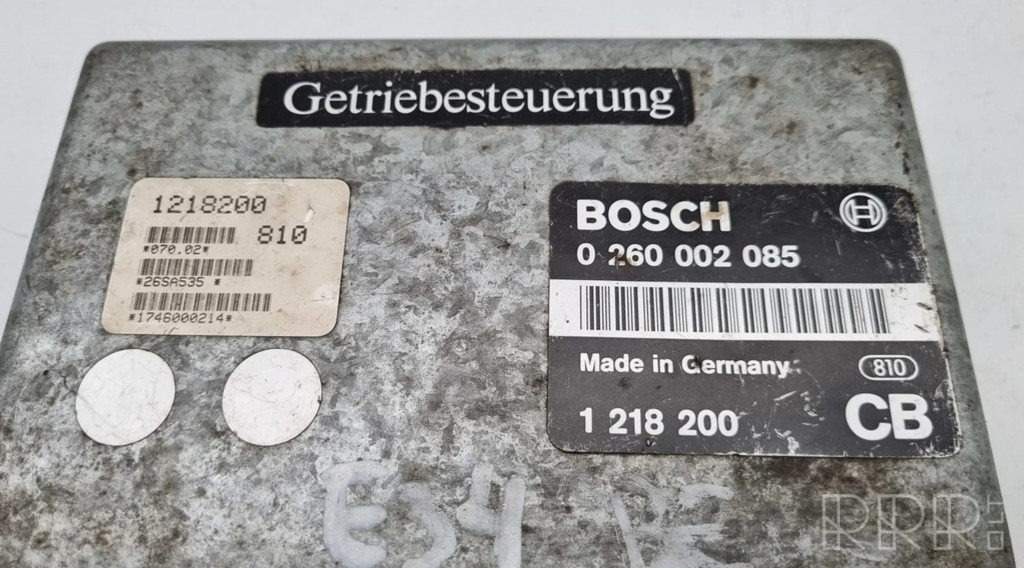 Getriebesteuerung
1218200
810
*070.02*
*26SA535 *
*1746000214*
BOSCH
0 260 002 085
Made in Germany
810
1 218 200
CB
E34
RRR